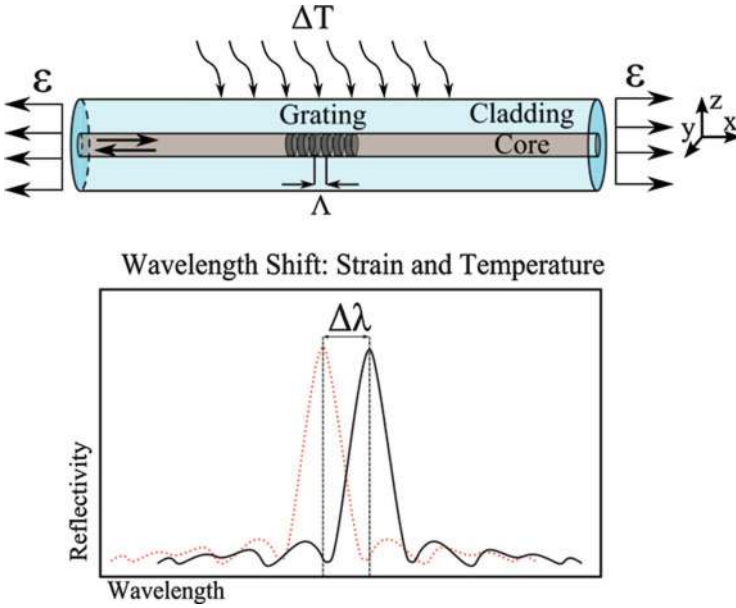 ΔT
ε
ε
Grating
Cladding
z
y
x
Core
Λ
Wavelength Shift: Strain and Temperature
Δλ
Reflectivity
Wavelength